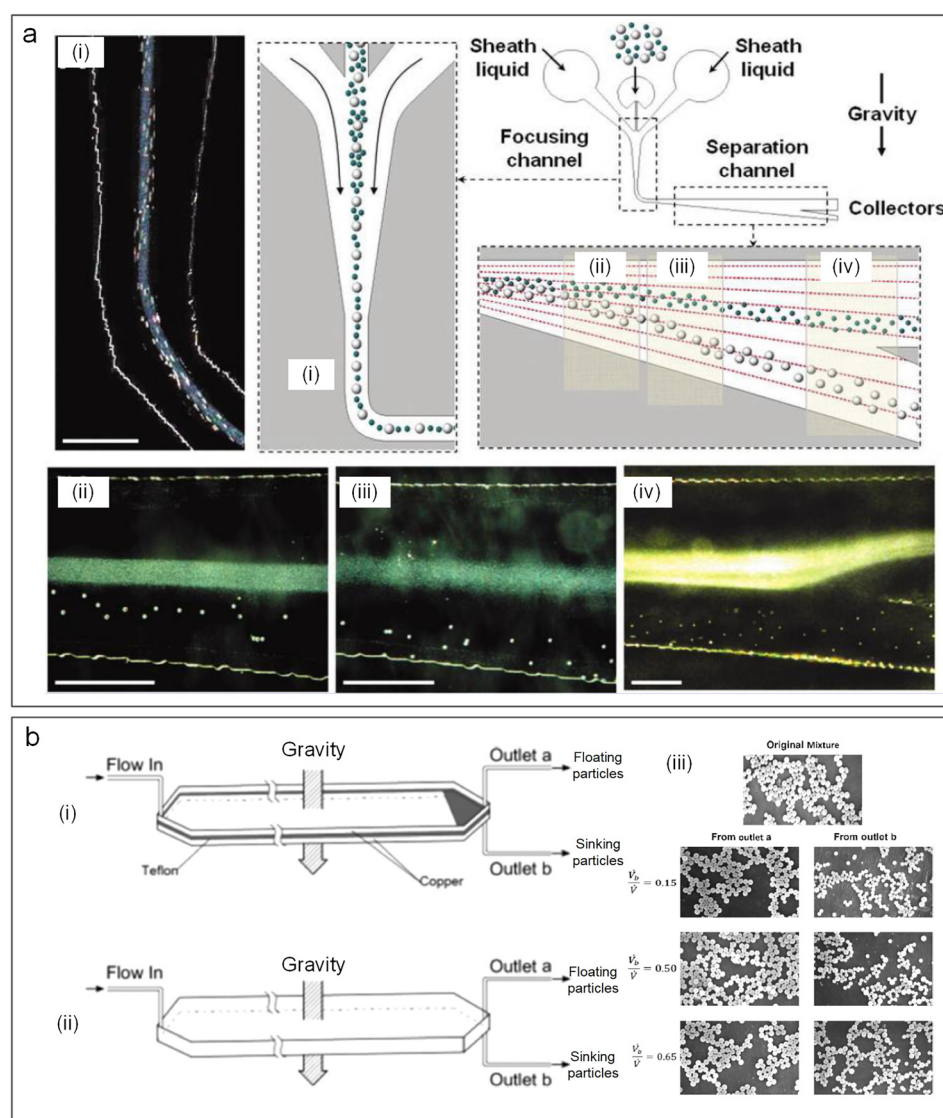 a
(i)
Sheath
liquid
Sheath
liquid
Gravity
Focusing
channel
Separation
channel
Collectors
(i)
(ii)
(iii)
(iv)
(ii)
(iii)
(iv)
b
(i)
Flow In
Gravity
Outlet a
Floating
particles
Teflon
Copper
Outlet b
Sinking
particles
(ii)
Flow In
Gravity
Outlet a
Floating
particles
Outlet b
Sinking
particles
(iii)
Original Mixture
From outlet a
From outlet b
V̇b/V̇ = 0.15
V̇b/V̇ = 0.50
V̇b/V̇ = 0.65